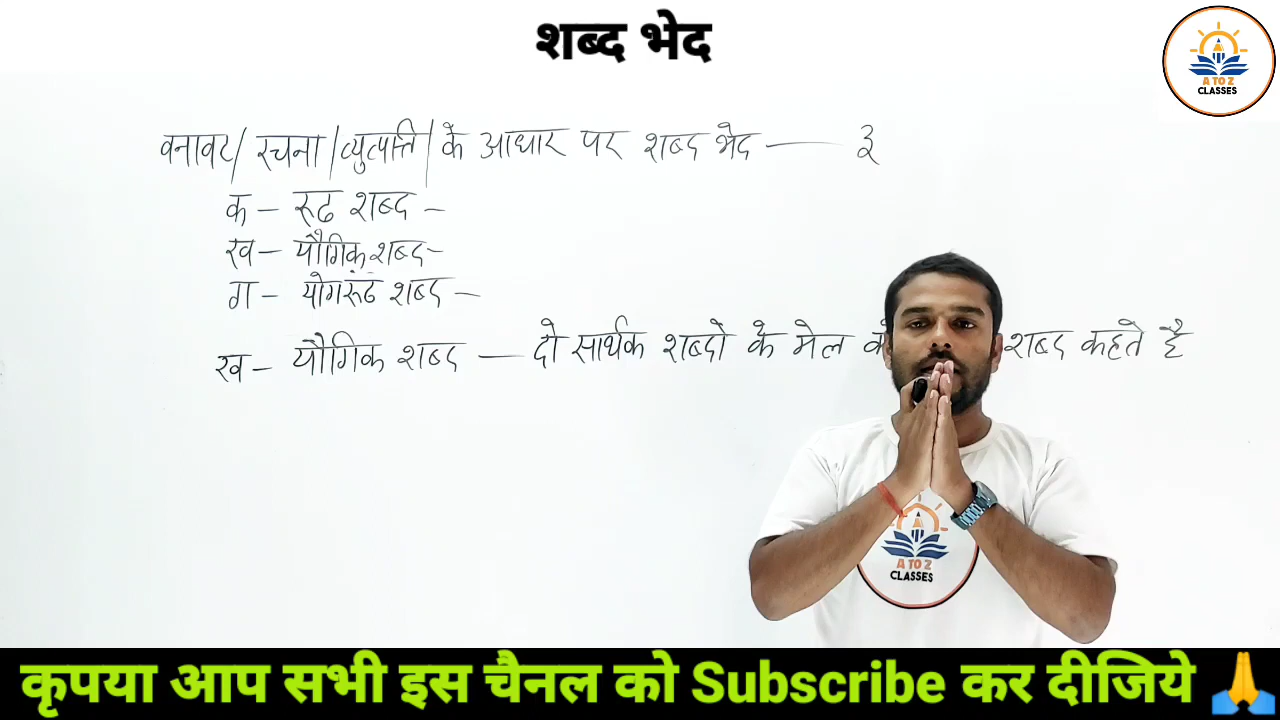 शब्द भेद
A TO Z
CLASSES
वनावट/ रचना/व्युत्पत्ति/ के आधार पर शब्द भेद — ३
क – रूढ शब्द –
ख – यौगिक शब्द –
ग – योगरूढ शब्द –
ख – यौगिक शब्द — दो सार्थक शब्दो के मेल को शब्द कहते है
A TO Z
CLASSES
कृपया आप सभी इस चैनल को Subscribe कर दीजिये 🙏